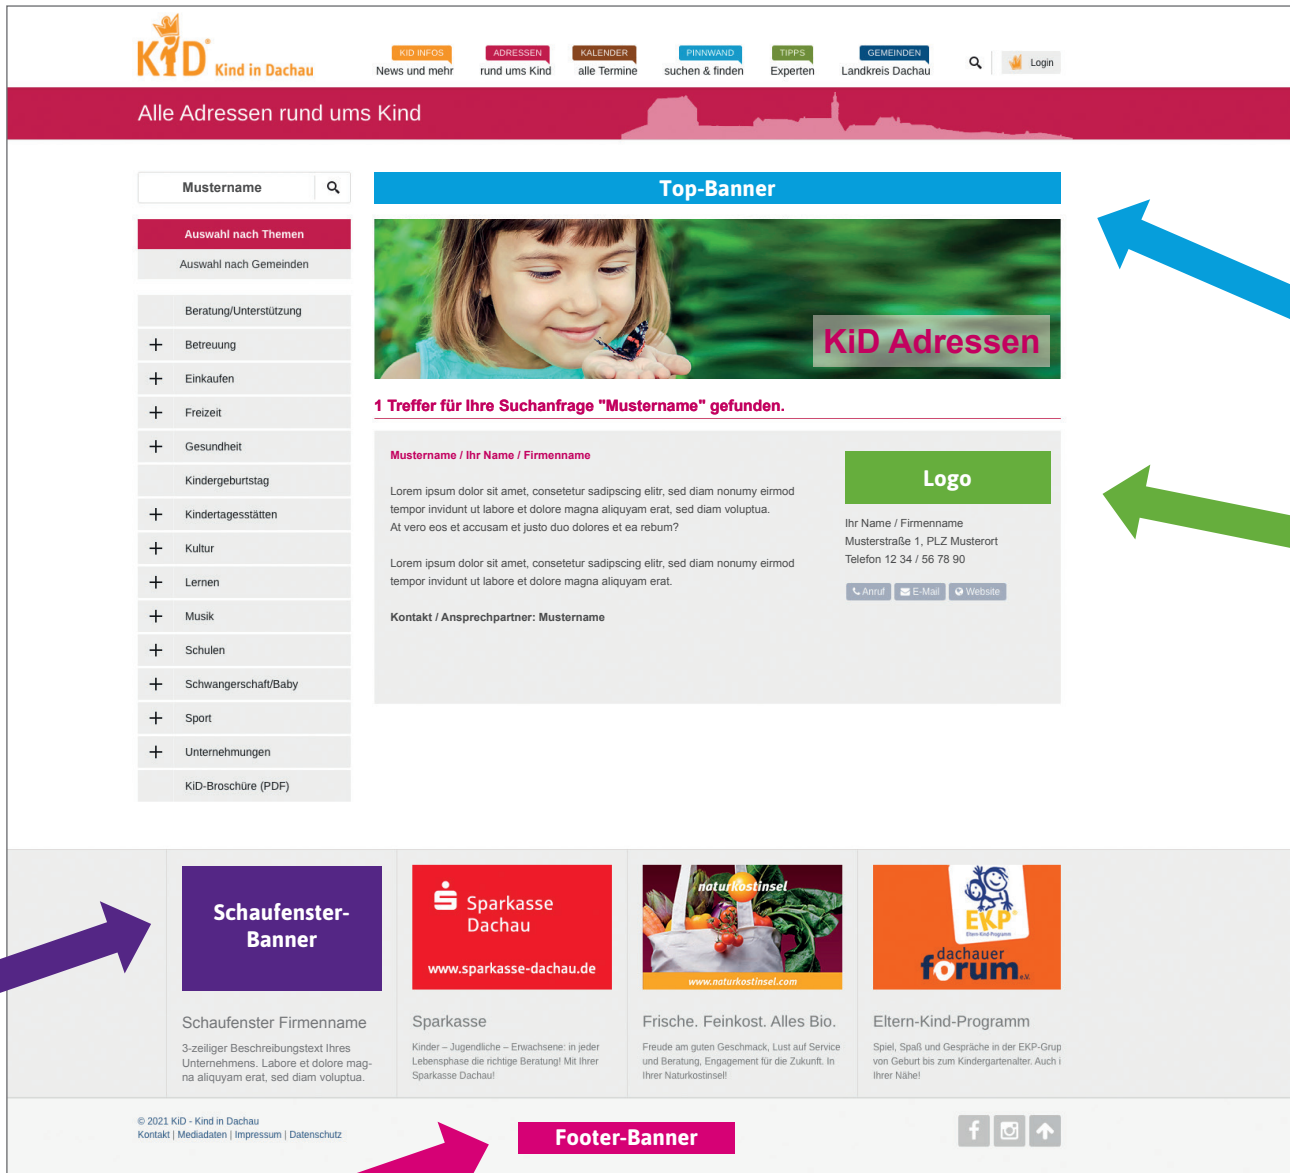 KiD
Kind in Dachau
KID INFOS
News und mehr
ADRESSEN
rund ums Kind
KALENDER
alle Termine
PINNWAND
suchen & finden
TIPPS
Experten
GEMEINDEN
Landkreis Dachau
Login
Alle Adressen rund ums Kind
Mustername
Auswahl nach Themen
Auswahl nach Gemeinden
Beratung/Unterstützung
Betreuung
Einkaufen
Freizeit
Gesundheit
Kindergeburtstag
Kindertagesstätten
Kultur
Lernen
Musik
Schulen
Schwangerschaft/Baby
Sport
Unternehmungen
KiD-Broschüre (PDF)
Top-Banner
KiD Adressen
1 Treffer für Ihre Suchanfrage "Mustername" gefunden.
Mustername / Ihr Name / Firmenname
Lorem ipsum dolor sit amet, consetetur sadipscing elitr, sed diam nonumy eirmod
tempor invidunt ut labore et dolore magna aliquyam erat, sed diam voluptua.
At vero eos et accusam et justo duo dolores et ea rebum?
Lorem ipsum dolor sit amet, consetetur sadipscing elitr, sed diam nonumy eirmod
tempor invidunt ut labore et dolore magna aliquyam erat.
Kontakt / Ansprechpartner: Mustername
Logo
Ihr Name / Firmenname
Musterstraße 1, PLZ Musterort
Telefon 12 34 / 56 78 90
Anruf
E-Mail
Website
Schaufenster-
Banner
Schaufenster Firmenname
3-zeiliger Beschreibungstext Ihres
Unternehmens. Labore et dolore mag-
na aliquyam erat, sed diam voluptua.
Sparkasse
Dachau
www.sparkasse-dachau.de
Sparkasse
Kinder – Jugendliche – Erwachsene: in jeder
Lebensphase die richtige Beratung! Mit Ihrer
Sparkasse Dachau!
naturkostinsel
www.naturkostinsel.com
Frische. Feinkost. Alles Bio.
Freude am guten Geschmack, Lust auf Service
und Beratung, Engagement für die Zukunft. In
Ihrer Naturkostinsel!
EKP
Eltern-Kind-Programm
dachauer
forum e.V.
Eltern-Kind-Programm
Spiel, Spaß und Gespräche in der EKP-Grup
von Geburt bis zum Kindergartenalter. Auch i
Ihrer Nähe!
© 2021 KiD - Kind in Dachau
Kontakt | Mediadaten | Impressum | Datenschutz
Footer-Banner